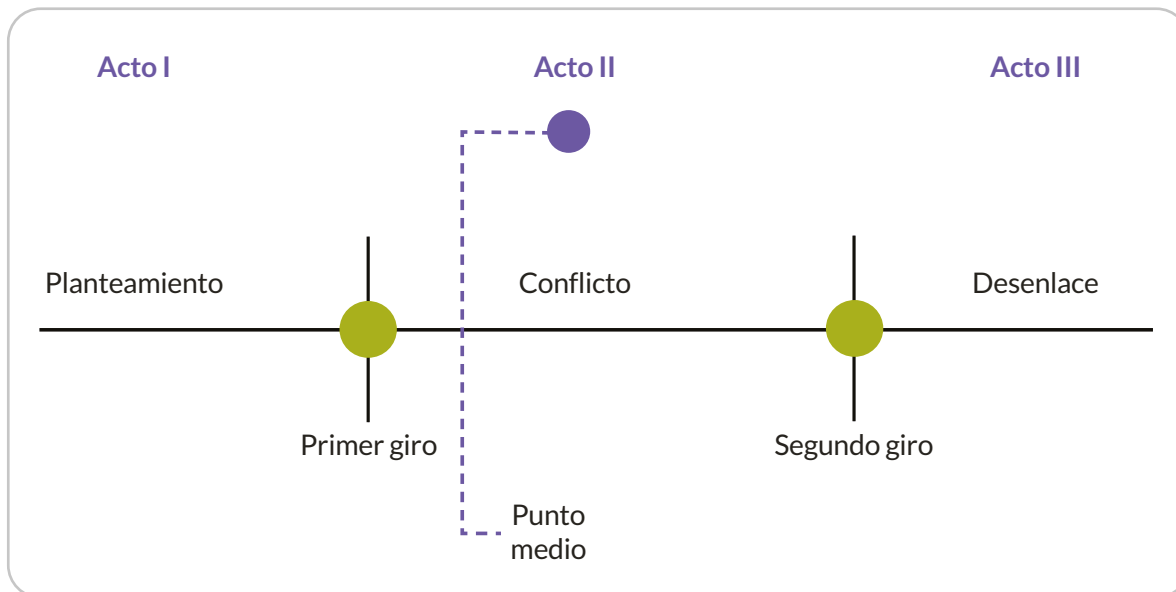 Acto I
Acto II
Acto III
Planteamiento
Conflicto
Desenlace
Primer giro
Segundo giro
Punto
medio